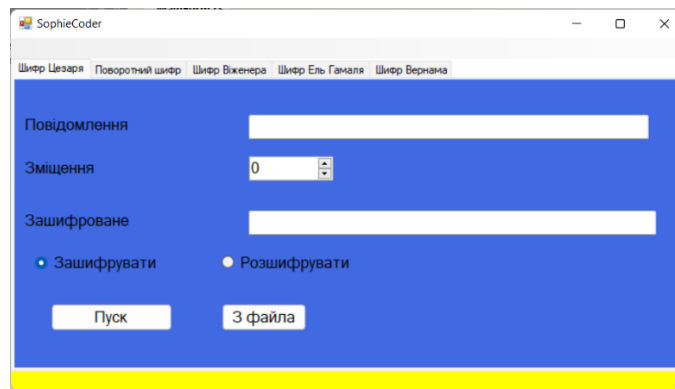 SophieCoder
Шифр Цезаря Поворотний шифр Шифр Віженера Шифр Ель Гамаля Шифр Вернама
Повідомлення
Зміщення 0
Зашифроване
Зашифрувати Розшифрувати
Пуск З файла